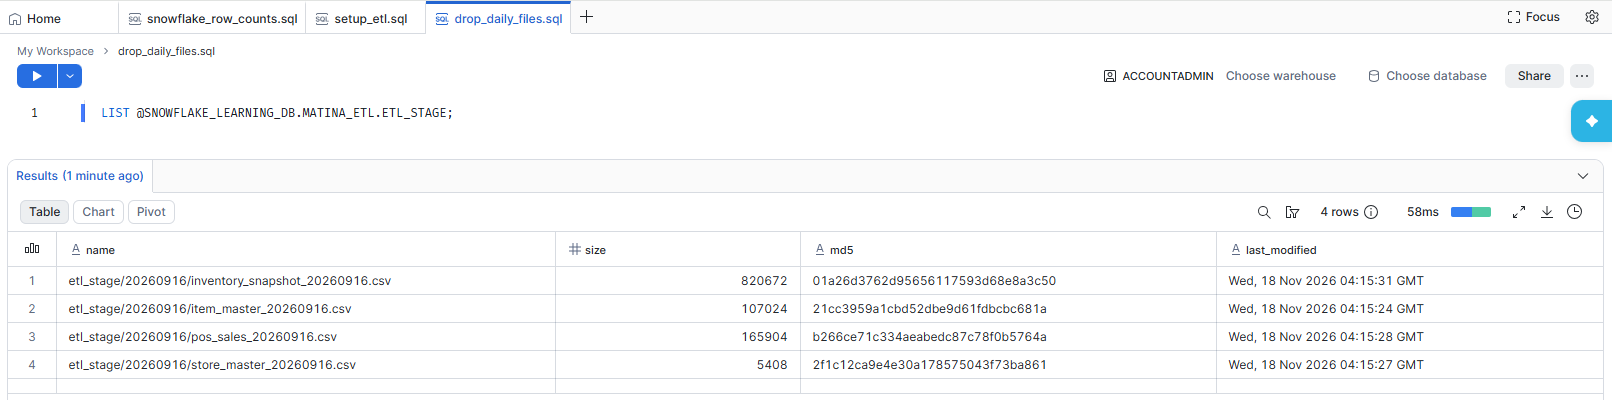 Home snowflake_row_counts.sql setup_etl.sql drop_daily_files.sql Focus
My Workspace > drop_daily_files.sql
ACCOUNTADMIN Choose warehouse Choose database Share ...
1 LIST @SNOWFLAKE_LEARNING_DB.MATINA_ETL.ETL_STAGE;
Results (1 minute ago)
Table Chart Pivot 4 rows 58ms
A name # size A md5 A last_modified
1 etl_stage/20260916/inventory_snapshot_20260916.csv 820672 01a26d3762d95656117593d68e8a3c50 Wed, 18 Nov 2026 04:15:31 GMT
2 etl_stage/20260916/item_master_20260916.csv 107024 21cc3959a1cbd52dbe9d61fdbcbc681a Wed, 18 Nov 2026 04:15:24 GMT
3 etl_stage/20260916/pos_sales_20260916.csv 165904 b266ce71c334aeabedc87c78f0b5764a Wed, 18 Nov 2026 04:15:28 GMT
4 etl_stage/20260916/store_master_20260916.csv 5408 2f1c12ca9e4e30a178575043f73ba861 Wed, 18 Nov 2026 04:15:27 GMT